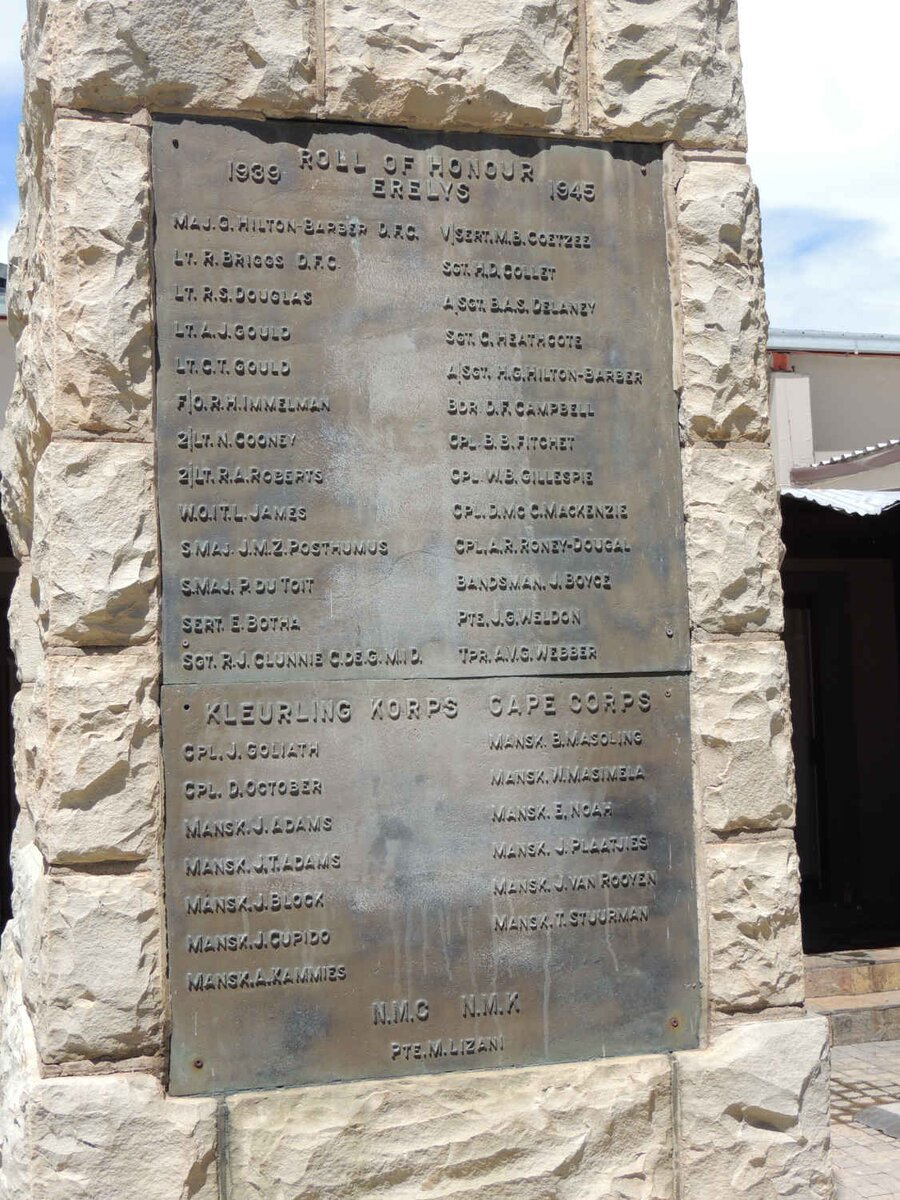 ROLL OF HONOUR
1939 ERELYS 1945
MAJ. G. HILTON-BARBER D.F.C.
LT. R. BRIGGS D.F.C.
LT. R.S. DOUGLAS
LT. A.J. GOULD
LT. C.T. GOULD
F/O. R.H. IMMELMAN
2/LT. N. COONEY
2/LT. R.A. ROBERTS
W.O.I T.L. JAMES
S.MAJ. J.M.Z. POSTHUMUS
S.MAJ. P. DU TOIT
SERT. E. BOTHA
SGT. R.J. CLUNNIE C.DE.G. M.I.D.
V/SERT. M.B. COETZEE
SGT. H.D. COLLET
A/SGT. B.A.S. DELANEY
SGT. C. HEATHCOTE
A/SGT. H.G. HILTON-BARBER
BDR. D.F. CAMPBELL
CPL. B.B. FITCHET
CPL. W.B. GILLESPIE
CPL. D. MC C. MACKENZIE
CPL. A.R. RONEY-DOUGAL
BANDSMAN. J. BOYCE
PTE. J.G. WELDON
TPR. A.V.G. WEBBER
KLEURLING KORPS CAPE CORPS
CPL. J. GOLIATH
CPL. D. OCTOBER
MANSK. J. ADAMS
MANSK. J.T. ADAMS
MANSK. J. BLOCK
MANSK. J. CUPIDO
MANSK. A. KAMMIES
MANSK. B. MASOLING
MANSK. W. MASIMELA
MANSK. E. NOAH
MANSK. J. PLAATJIES
MANSK. J. VAN ROOYEN
MANSK. T. STUURMAN
N.M.C N.M.K
PTE. M. LIZANI